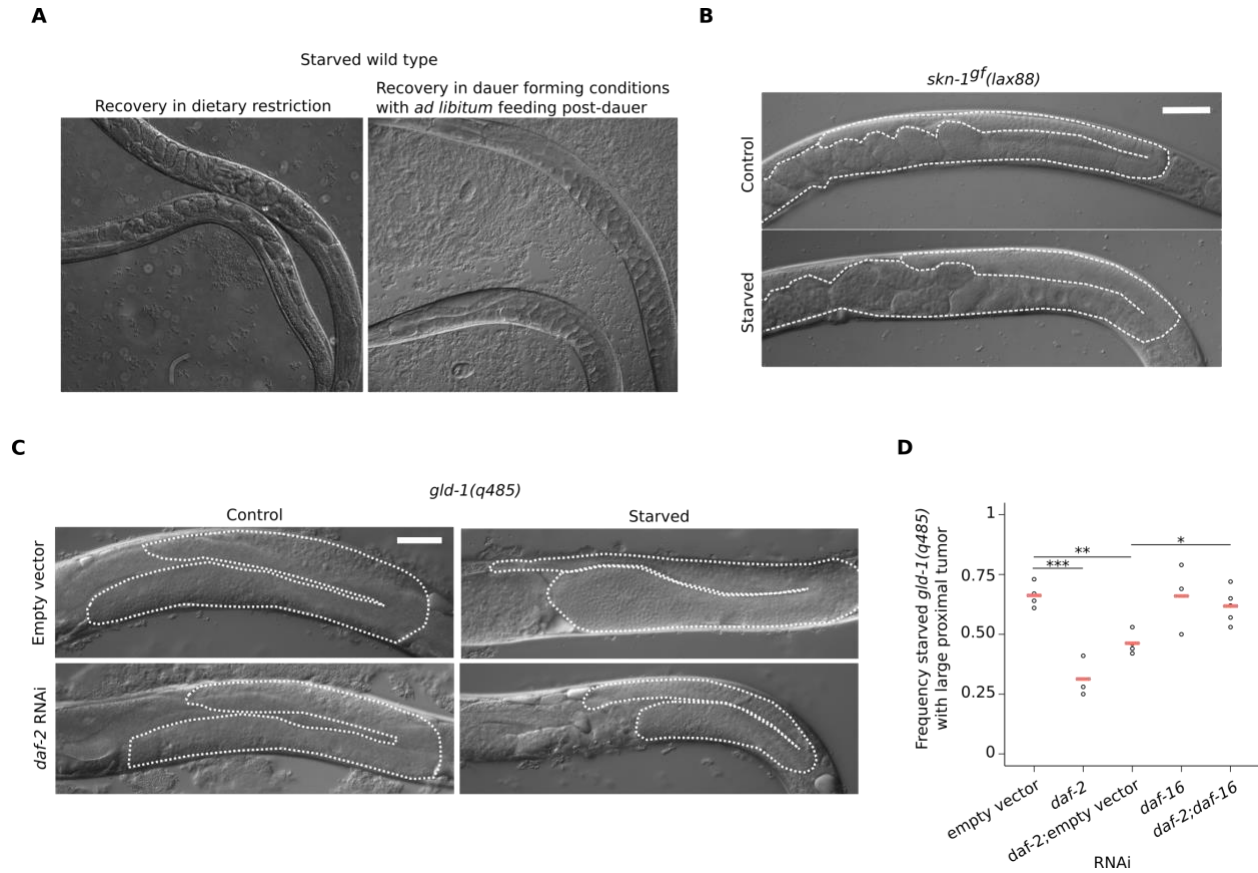 A
Starved wild type
Recovery in dietary restriction
Recovery in dauer forming conditions
with ad libitum feeding post-dauer
B
skn-1gf(lax88)
Control
Starved
C
gld-1(q485)
Control
Starved
Empty vector
daf-2 RNAi
D
Frequency starved gld-1(q485)
with large proximal tumor
1
0.75
0.50
0.25
0
***
**
*
empty vector
daf-2
daf-2;empty vector
daf-16
daf-2;daf-16
RNAi